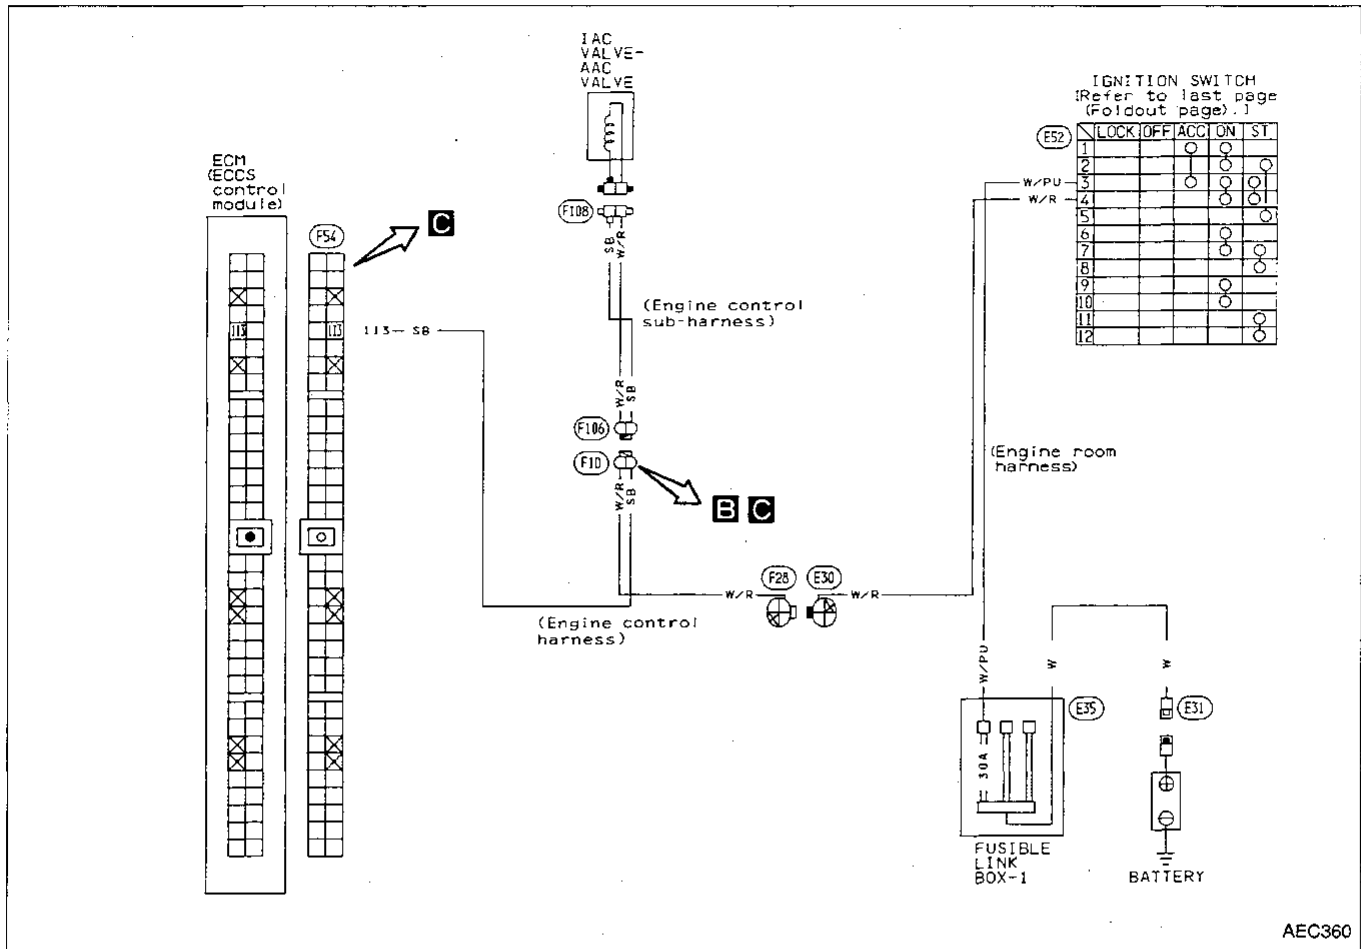 IAC
VALVE-
AAC
VALVE
IGNITION SWITCH
[Refer to last page
(Foldout page).]
E52
LOCK OFF ACC ON ST
1
2
3
4
5
6
7
8
9
10
11
12
W/PU
W/R
ECM
(ECCS
control
module)
F54
C
F108
SB
W/R
113
113
113 SB
(Engine control
sub-harness)
W/R
SB
F106
F10
W/R
SB
B C
(Engine room
harness)
F28
E30
W/R
W/R
(Engine control
harness)
W/PU
W
W
E35
E31
30A
FUSIBLE
LINK
BOX-1
BATTERY
AEC360